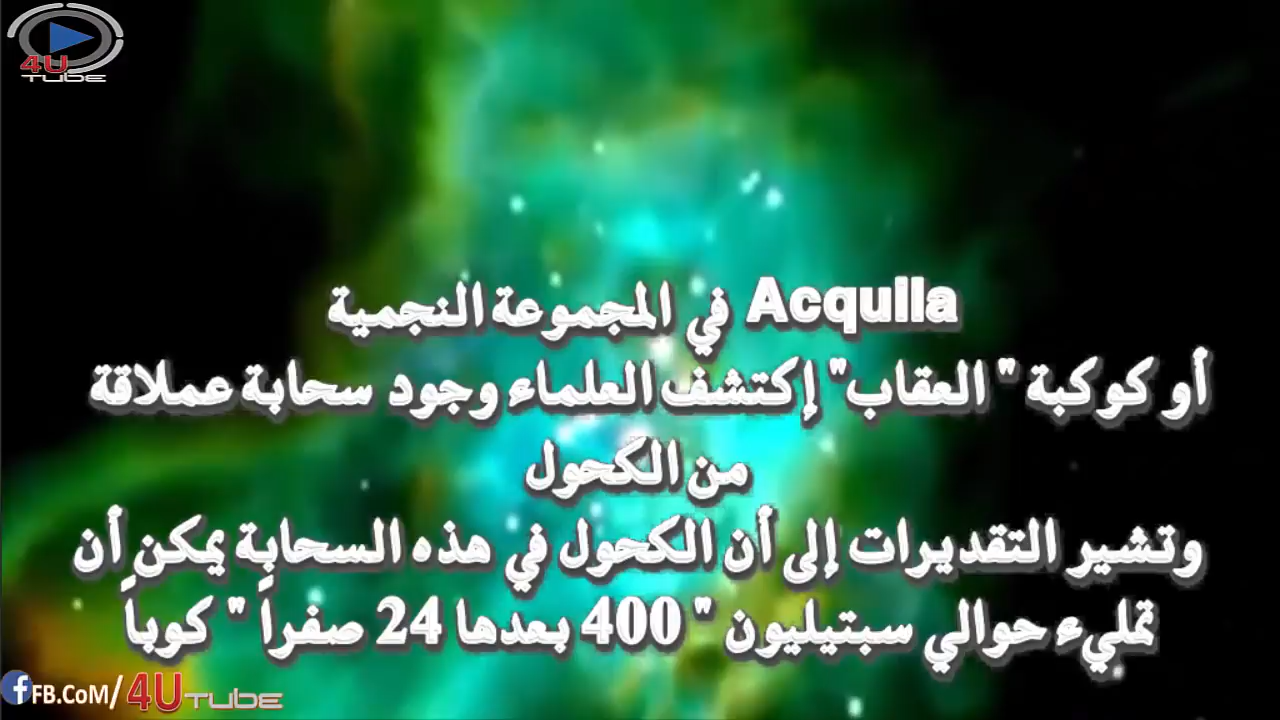 4U
TUBE
في المجموعة النجمية Acquila
أو كوكبة " العقاب" إكتشف العلماء وجود سحابة عملاقة
من الكحول
وتشير التقديرات إلى أن الكحول في هذه السحابة يمكن أن
تمليء حوالي سبتيليون " 400 بعدها 24 صفراً " كوباً
FB.CoM/4UTUBE